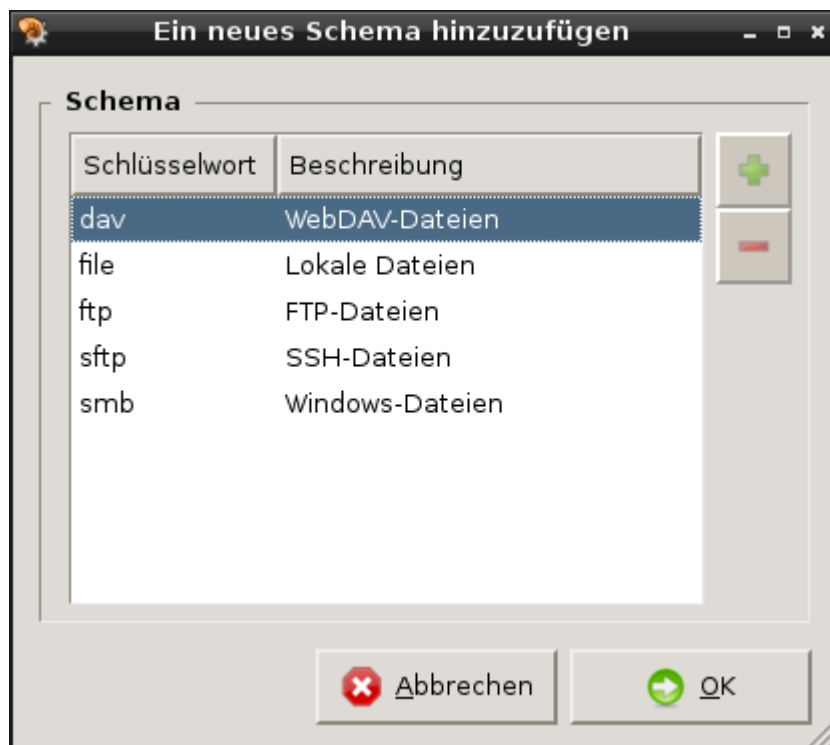 Ein neues Schema hinzuzufügen
Schema
Schlüsselwort Beschreibung
dav WebDAV-Dateien
file Lokale Dateien
ftp FTP-Dateien
sftp SSH-Dateien
smb Windows-Dateien
Abbrechen OK